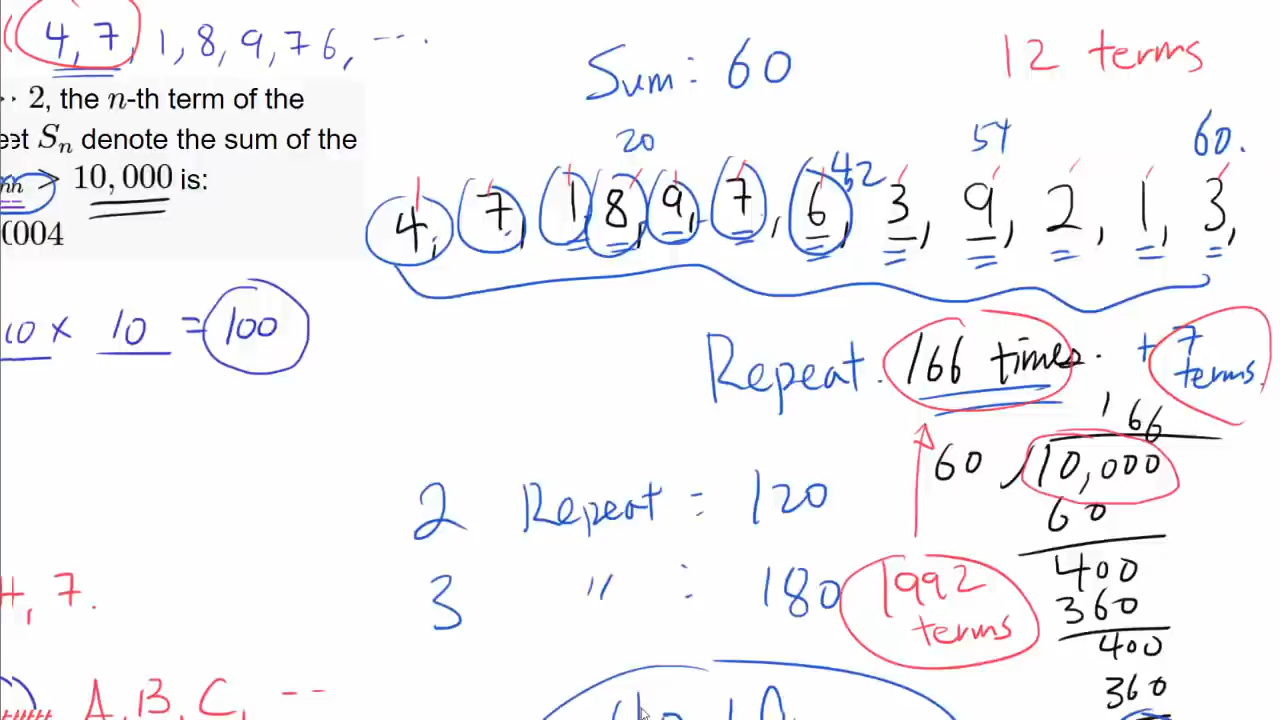 4, 7, 1, 8, 9, 7 6, ...
Sum: 60
12 terms
2, the n-th term of the
et Sn denote the sum of the
> 10,000 is:
004
20
42
54
60.
4, 7, 1, 8, 9, 7, 6, 3, 9, 2, 1, 3,
10 × 10 = 100
Repeat. 166 times. + 7 terms.
166
60 10,000
60
400
360
400
360
2 Repeat : 120
3 〃 : 180
1992
terms
4, 7.
A, B, C, --